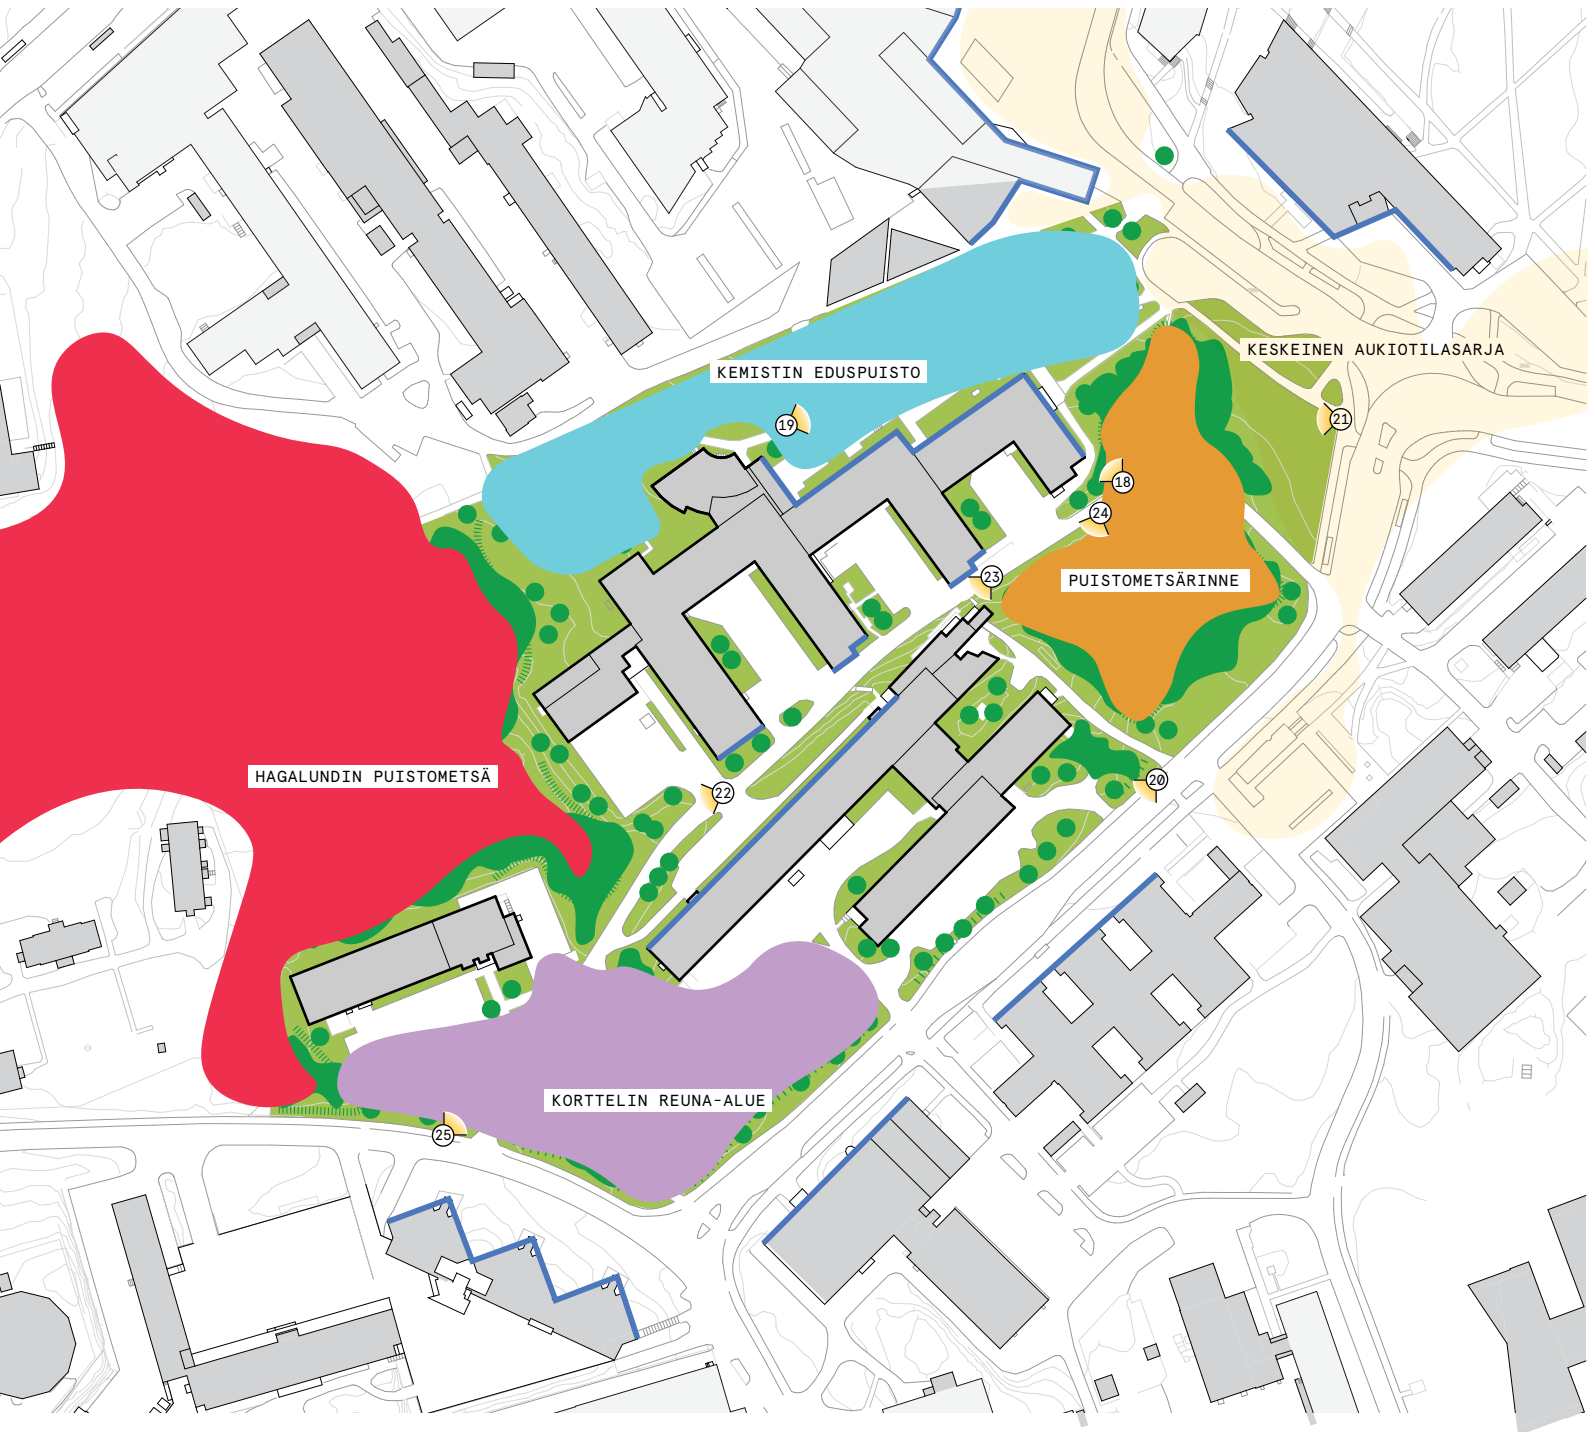 KESKEINEN AUKIOTILASARJA
KEMISTIN EDUSPUISTO
19
21
18
24
23
PUISTOMETSÄRINNE
HAGALUNDIN PUISTOMETSÄ
20
22
KORTTELIN REUNA-ALUE
25